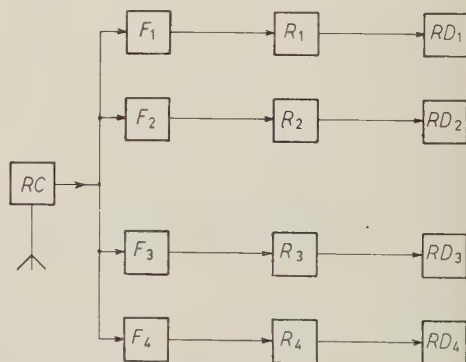 F₁ R₁ RD₁
F₂ R₂ RD₂
RC
F₃ R₃ RD₃
F₄ R₄ RD₄